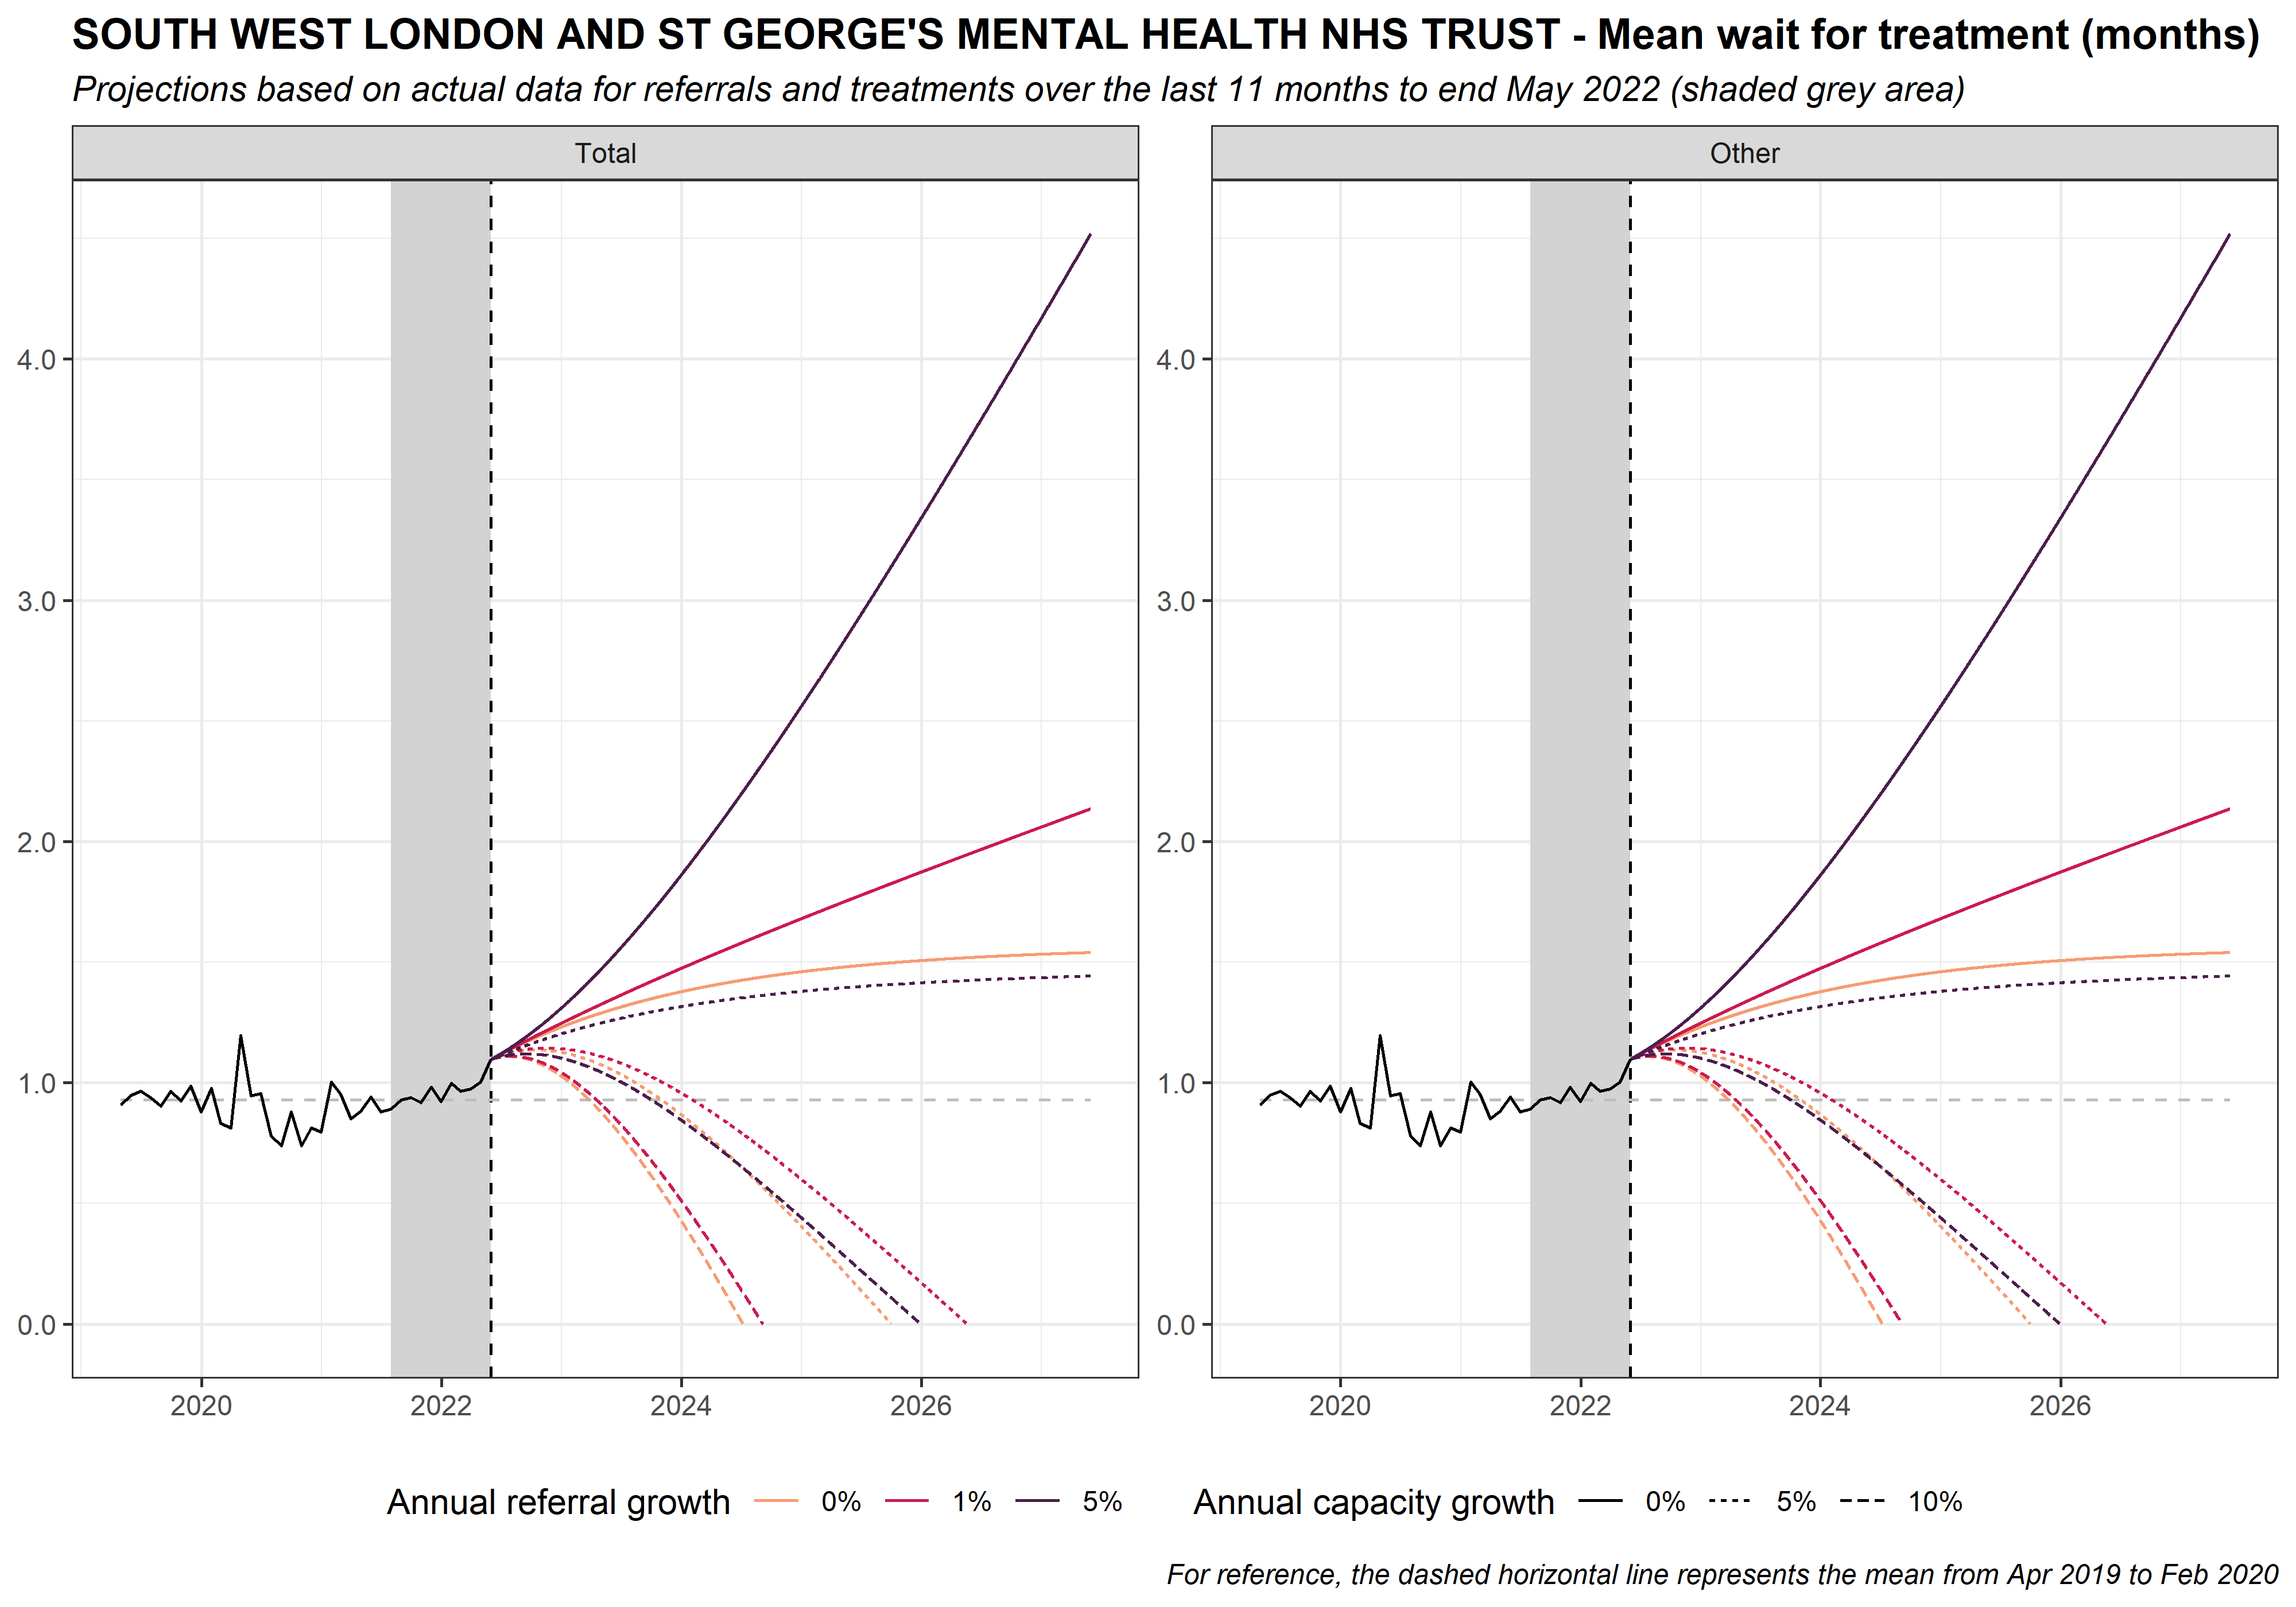 SOUTH WEST LONDON AND ST GEORGE'S MENTAL HEALTH NHS TRUST - Mean wait for treatment (months)
Projections based on actual data for referrals and treatments over the last 11 months to end May 2022 (shaded grey area)
Total
4.0
3.0
2.0
1.0
0.0
2020 2022 2024 2026
Other
4.0
3.0
2.0
1.0
0.0
2020 2022 2024 2026
Annual referral growth 0% 1% 5%
Annual capacity growth 0% 5% 10%
For reference, the dashed horizontal line represents the mean from Apr 2019 to Feb 2020